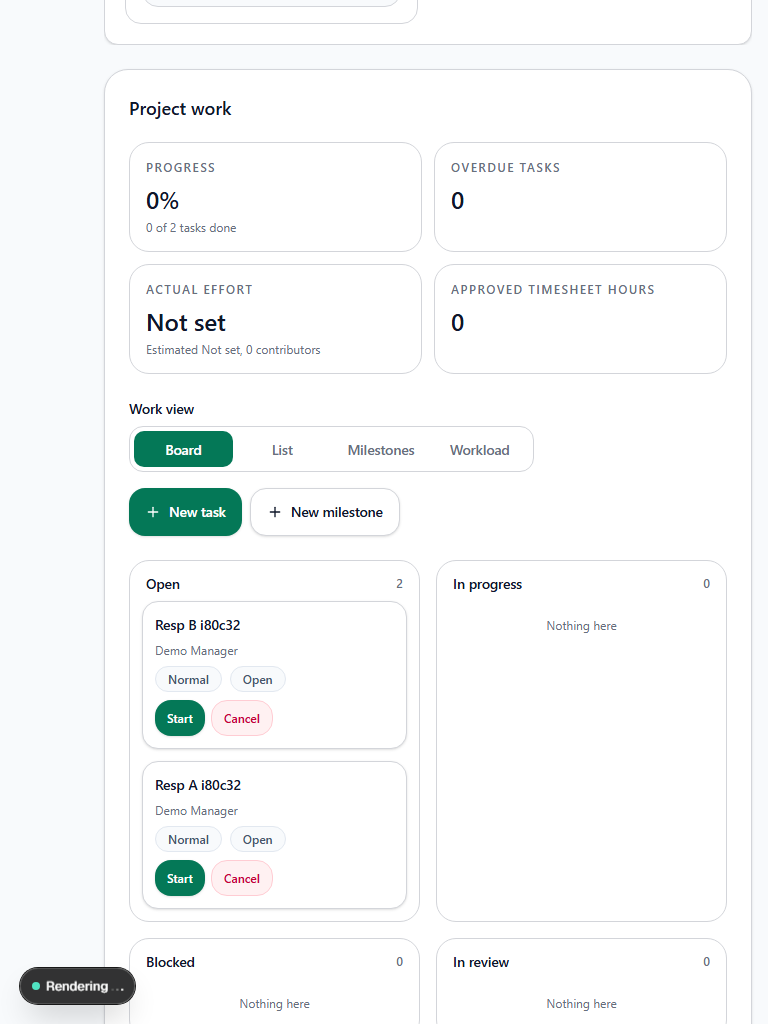 Project work
PROGRESS
0%
0 of 2 tasks done
OVERDUE TASKS
0
ACTUAL EFFORT
Not set
Estimated Not set, 0 contributors
APPROVED TIMESHEET HOURS
0
Work view
Board List Milestones Workload
+ New task + New milestone
Open 2
Resp B i80c32
Demo Manager
Normal Open
Start Cancel
Resp A i80c32
Demo Manager
Normal Open
Start Cancel
In progress 0
Nothing here
Blocked 0
Nothing here
In review 0
Nothing here
Rendering ...